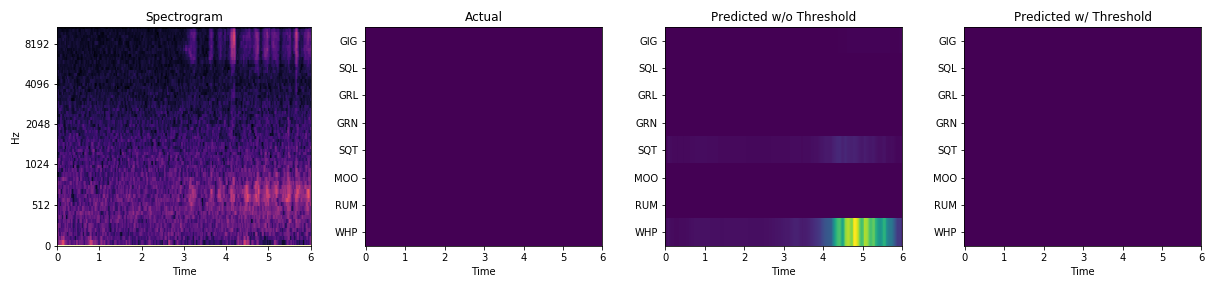 Spectrogram
Actual
Predicted w/o Threshold
Predicted w/ Threshold
8192
4096
2048
1024
512
0
Hz
0 1 2 3 4 5 6
Time
GIG
SQL
GRL
GRN
SQT
MOO
RUM
WHP
0 1 2 3 4 5 6
Time
GIG
SQL
GRL
GRN
SQT
MOO
RUM
WHP
0 1 2 3 4 5 6
Time
GIG
SQL
GRL
GRN
SQT
MOO
RUM
WHP
0 1 2 3 4 5 6
Time